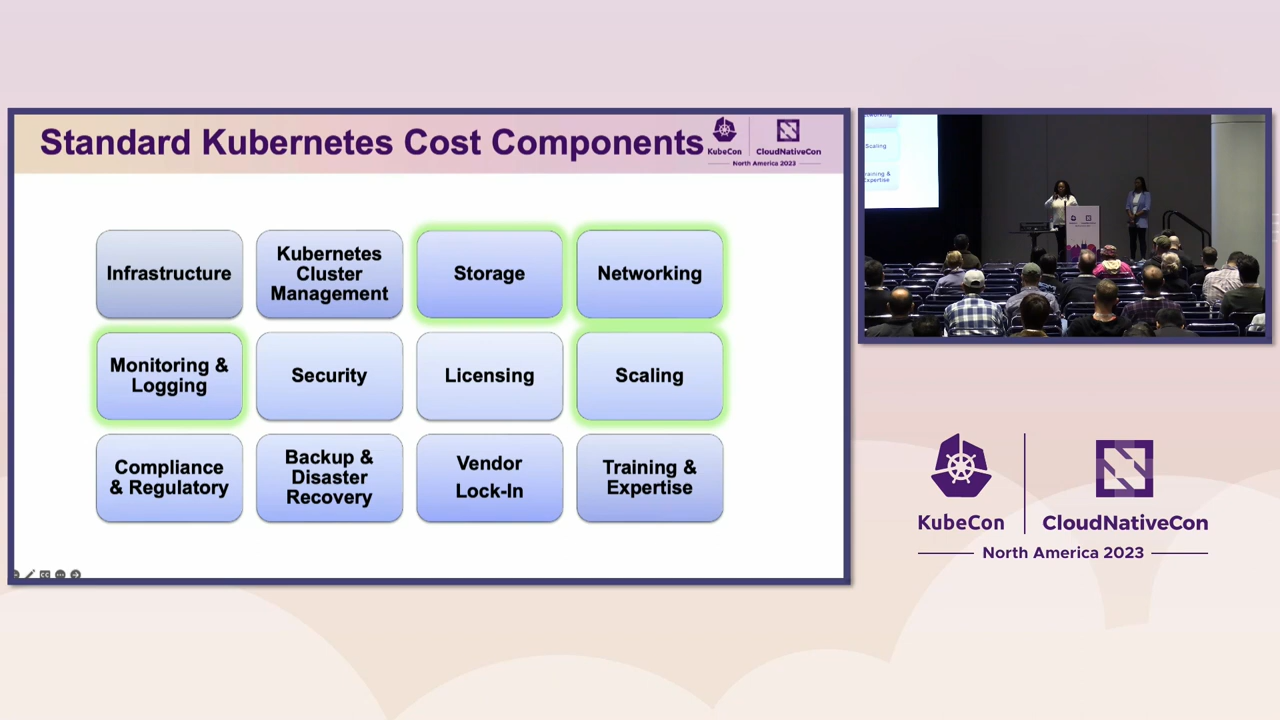 Standard Kubernetes Cost Components
KubeCon
CloudNativeCon
North America 2023
Infrastructure
Kubernetes
Cluster
Management
Storage
Networking
Monitoring &
Logging
Security
Licensing
Scaling
Compliance
& Regulatory
Backup &
Disaster
Recovery
Vendor
Lock-In
Training &
Expertise
Scaling
KubeCon
CloudNativeCon
North America 2023